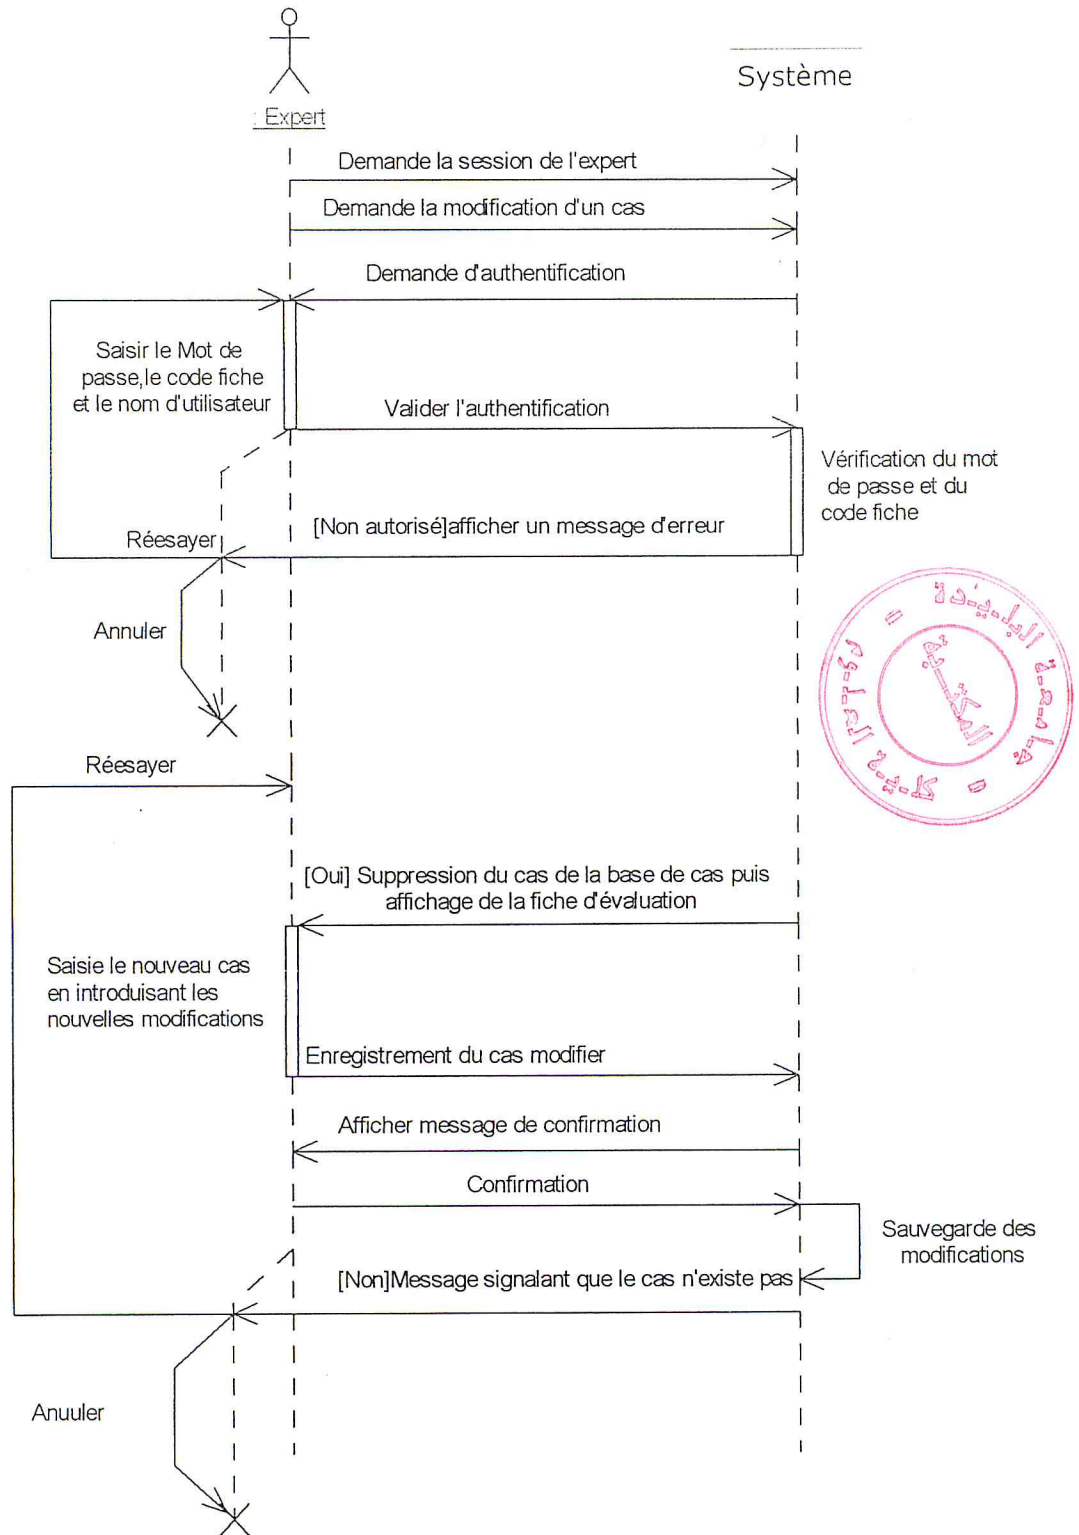 Système
: Expert
Demande la session de l'expert
Demande la modification d'un cas
Demande d'authentification
Saisir le Mot de
passe,le code fiche
et le nom d'utilisateur
Valider l'authentification
Vérification du mot
de passe et du
code fiche
[Non autorisé]afficher un message d'erreur
Réesayer
Annuler
جامعة البليدة
المكتبة
Réesayer
[Oui] Suppression du cas de la base de cas puis
affichage de la fiche d'évaluation
Saisie le nouveau cas
en introduisant les
nouvelles modifications
Enregistrement du cas modifier
Afficher message de confirmation
Confirmation
Sauvegarde des
modifications
[Non]Message signalant que le cas n'existe pas
Anuuler